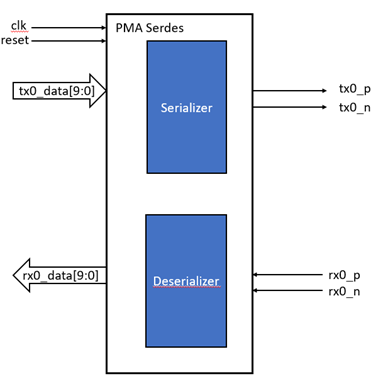 clk
reset
PMA Serdes
tx0_data[9:0]
Serializer
tx0_p
tx0_n
rx0_data[9:0]
Deserializer
rx0_p
rx0_n